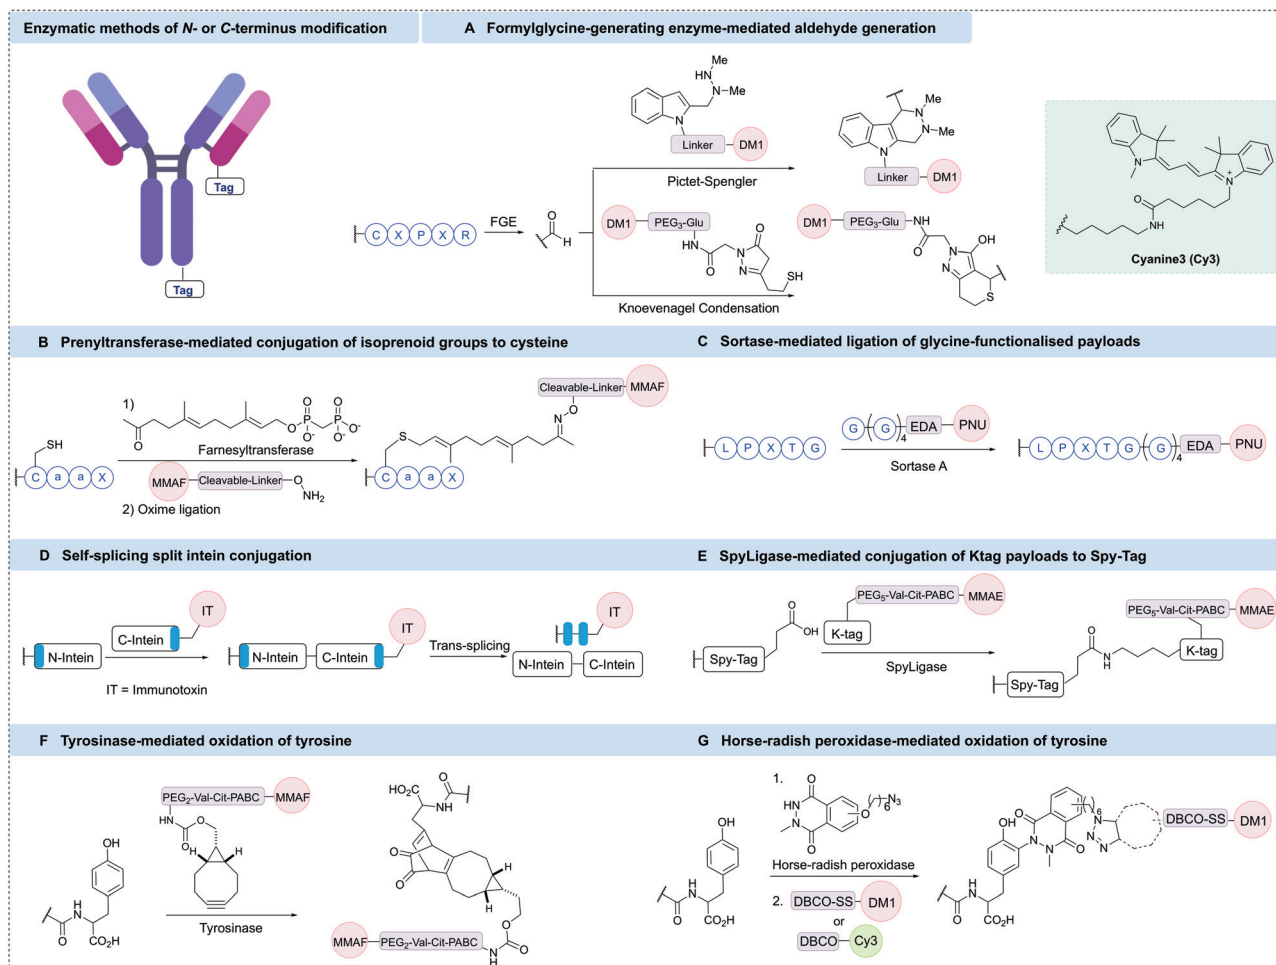 Enzymatic methods of N- or C-terminus modification
Tag
Tag
A Formylglycine-generating enzyme-mediated aldehyde generation
Me
HN
N
Me
N
Linker
DM1
Pictet-Spengler
Me
N
N
Me
N
Linker
DM1
C X P X R
FGE
O
H
DM1
PEG3-Glu
NH
O
N
N
O
SH
Knoevenagel Condensation
DM1
PEG3-Glu
NH
O
N
N
OH
S
N
N+
O
NH
Cyanine3 (Cy3)
B Prenyltransferase-mediated conjugation of isoprenoid groups to cysteine
SH
C a a X
1)
O
O P O- P O- O-
O O
Farnesyltransferase
MMAF
Cleavable-Linker
O
NH2
2) Oxime ligation
Cleavable-Linker
MMAF
N O
S
C a a X
C Sortase-mediated ligation of glycine-functionalised payloads
L P X T G
G (G)4 EDA PNU
Sortase A
L P X T G (G)4 EDA PNU
D Self-splicing split intein conjugation
N-Intein
C-Intein
IT
IT = Immunotoxin
N-Intein
C-Intein
IT
Trans-splicing
IT
N-Intein
C-Intein
E SpyLigase-mediated conjugation of Ktag payloads to Spy-Tag
Spy-Tag
O
OH
PEG5-Val-Cit-PABC
MMAE
K-tag
SpyLigase
Spy-Tag
O
N
H
PEG5-Val-Cit-PABC
MMAE
K-tag
F Tyrosinase-mediated oxidation of tyrosine
OH
H
N
O
CO2H
PEG2-Val-Cit-PABC
MMAF
NH
O
O
H
H
Tyrosinase
HO2C
O
NH
O
O
H
H
MMAF
PEG2-Val-Cit-PABC
N
H
O
O
G Horse-radish peroxidase-mediated oxidation of tyrosine
OH
H
N
O
CO2H
1.
O
HN
N
O
O
( )6 N3
Horse-radish peroxidase
2.
DBCO-SS
DM1
or
DBCO
Cy3
OH
O
N
N
O
( )6
N
N=N
DBCO-SS
DM1
H
N
O
CO2H